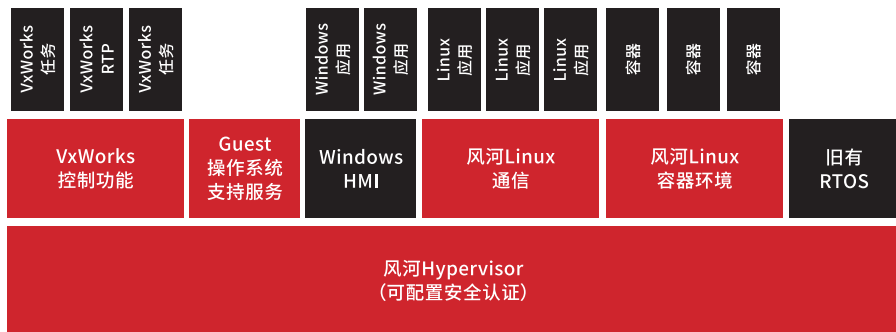 VxWorks
任务
VxWorks
RTP
VxWorks
任务
Windows
应用
Windows
应用
Linux
应用
Linux
应用
Linux
应用
容器
容器
容器
VxWorks
控制功能
Guest
操作系统
支持服务
Windows
HMI
风河Linux
通信
风河Linux
容器环境
旧有
RTOS
风河Hypervisor
（可配置安全认证）